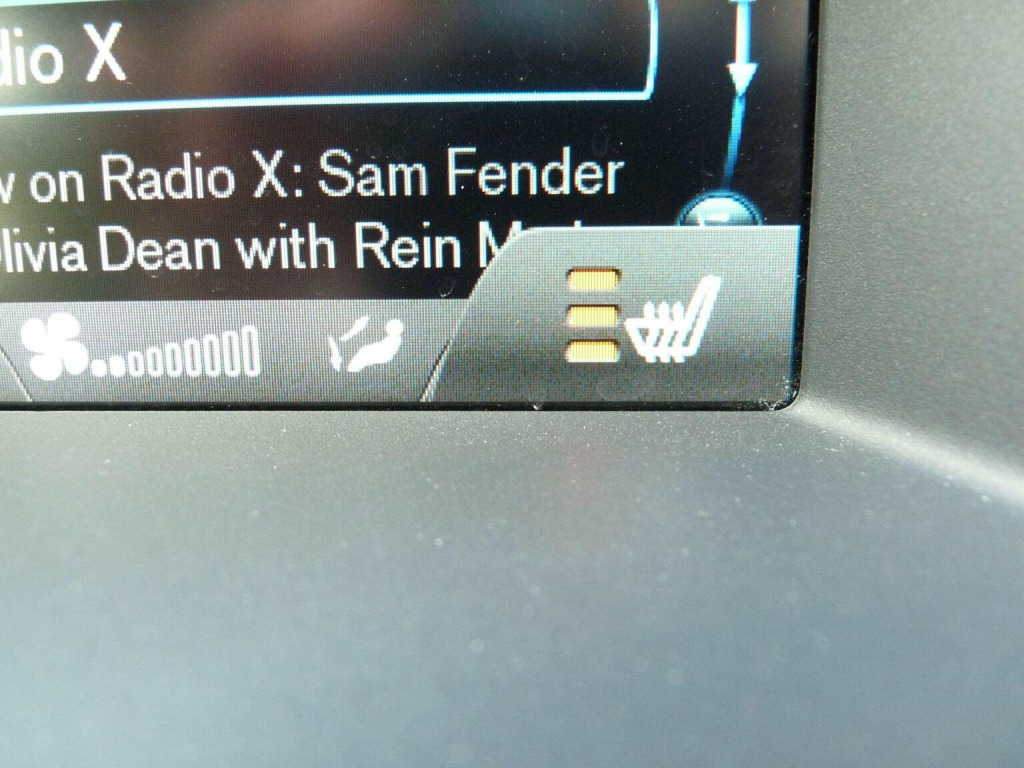 dio X
on Radio X: Sam Fender
livia Dean with Rein